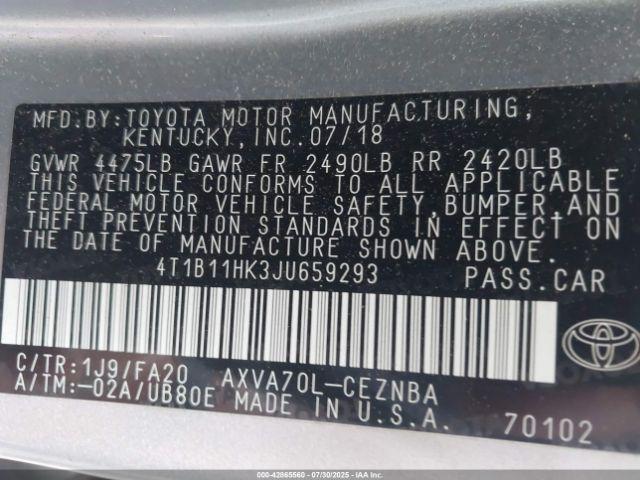 MFD.BY:TOYOTA MOTOR MANUFACTURING,
KENTUCKY,INC.07/18
GVWR 4475LB GAWR FR 2490LB RR 2420LB
THIS VEHICLE CONFORMS TO ALL APPLICABLE
FEDERAL MOTOR VEHICLE SAFETY,BUMPER,AND
THEFT PREVENTION STANDARDS IN EFFECT ON
THE DATE OF MANUFACTURE SHOWN ABOVE.
4T1B11HK3JU659293 PASS.CAR
C/TR:1J9/FA20 AXVA70L-CEZNBA
A/TM:-02A/UB80E MADE IN U.S.A. 70102
000-42865560 | 07/30/2025 | IAAI.COM